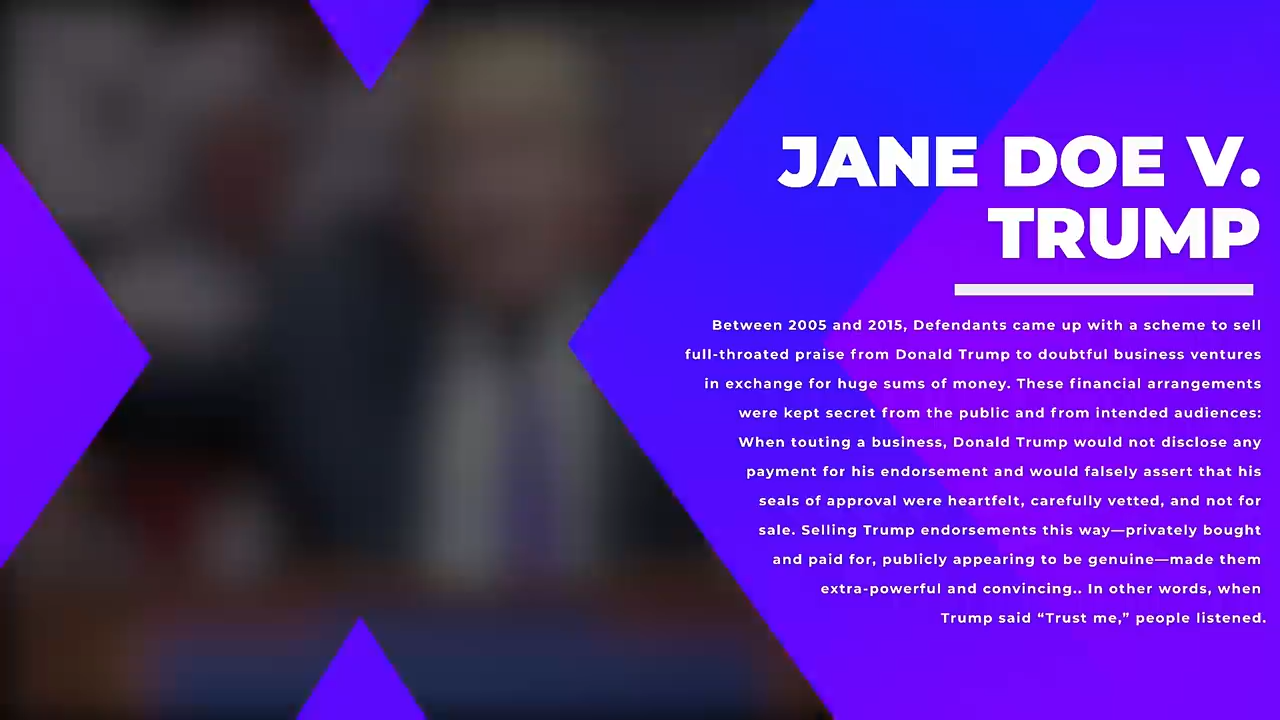 JANE DOE V.
TRUMP
Between 2005 and 2015, Defendants came up with a scheme to sell
full-throated praise from Donald Trump to doubtful business ventures
in exchange for huge sums of money. These financial arrangements
were kept secret from the public and from intended audiences:
When touting a business, Donald Trump would not disclose any
payment for his endorsement and would falsely assert that his
seals of approval were heartfelt, carefully vetted, and not for
sale. Selling Trump endorsements this way—privately bought
and paid for, publicly appearing to be genuine—made them
extra-powerful and convincing.. In other words, when
Trump said “Trust me,” people listened.